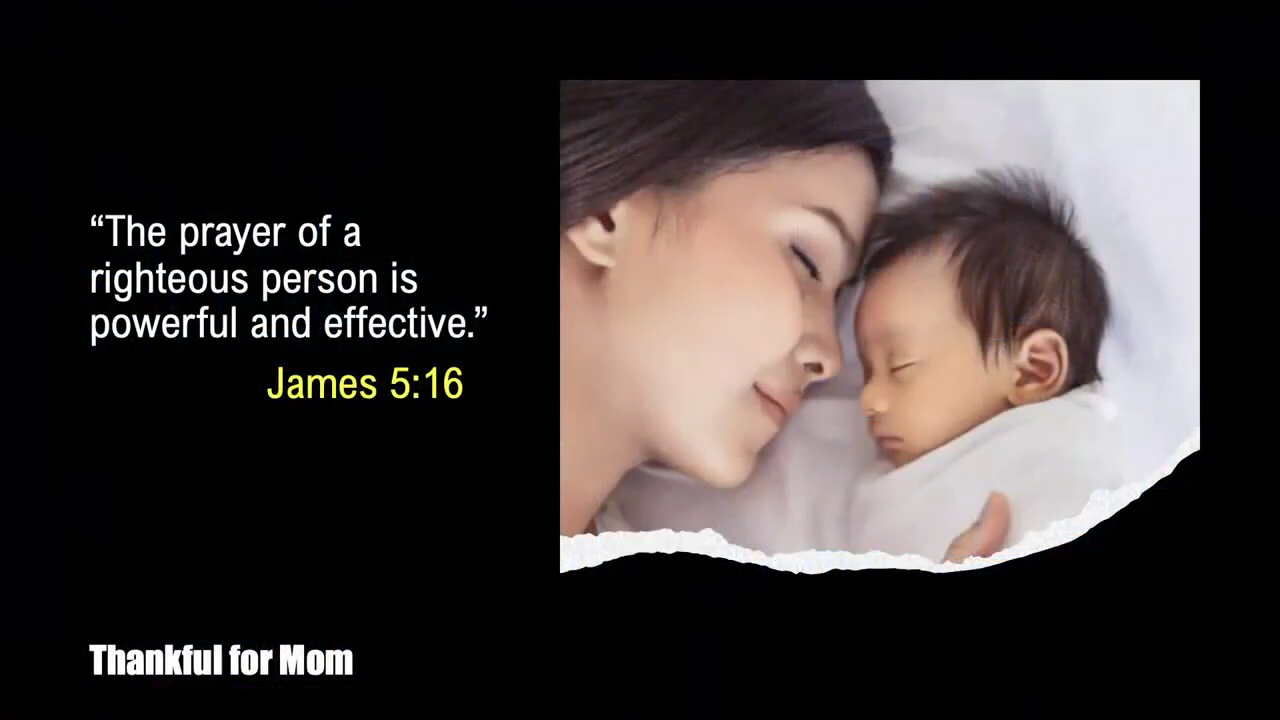 “The prayer of a
righteous person is
powerful and effective.”
James 5:16
Thankful for Mom